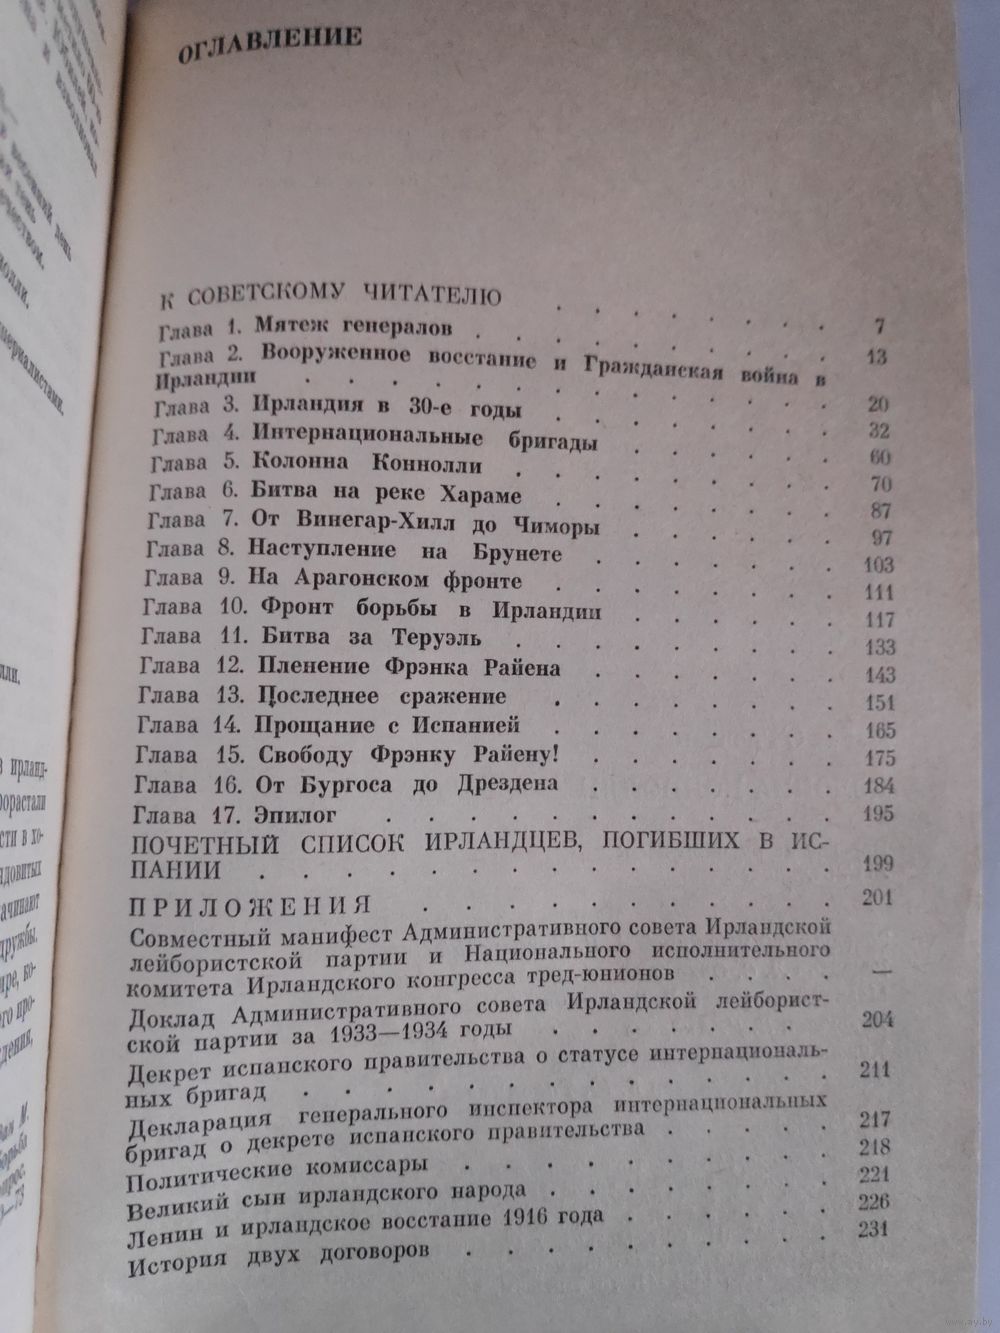 ОГЛАВЛЕНИЕ
К СОВЕТСКОМУ ЧИТАТЕЛЮ . . . . . . . 7
Глава 1. Мятеж генералов . . . . . . . . 13
Глава 2. Вооруженное восстание и Гражданская война в
Ирландии . . . . . . . . . . 20
Глава 3. Ирландия в 30-е годы . . . . . . . 32
Глава 4. Интернациональные бригады . . . . . 60
Глава 5. Колонна Коннолли . . . . . . . . 70
Глава 6. Битва на реке Хараме . . . . . . . 87
Глава 7. От Винегар-Хилл до Чиморы . . . . . 97
Глава 8. Наступление на Брунете . . . . . . 103
Глава 9. На Арагонском фронте . . . . . . . 111
Глава 10. Фронт борьбы в Ирландии . . . . . 117
Глава 11. Битва за Теруэль . . . . . . . . 133
Глава 12. Пленение Фрэнка Райена . . . . . . 143
Глава 13. Последнее сражение . . . . . . . 151
Глава 14. Прощание с Испанией . . . . . . . 165
Глава 15. Свободу Фрэнку Райену! . . . . . . 175
Глава 16. От Бургоса до Дрездена . . . . . . 184
Глава 17. Эпилог . . . . . . . . . . . 195
ПОЧЕТНЫЙ СПИСОК ИРЛАНДЦЕВ, ПОГИБШИХ В ИС-
ПАНИИ . . . . . . . . . . . . . . 199
ПРИЛОЖЕНИЯ . . . . . . . . . . 201
Совместный манифест Административного совета Ирландской
лейбористской партии и Национального исполнительного
комитета Ирландского конгресса тред-юнионов . . . . —
Доклад Административного совета Ирландской лейборист-
ской партии за 1933—1934 годы . . . . . . . 204
Декрет испанского правительства о статусе интернациональ-
ных бригад . . . . . . . . . . . . . 211
Декларация генерального инспектора интернациональных
бригад о декрете испанского правительства . . . . . 217
Политические комиссары . . . . . . . . . . 218
Великий сын ирландского народа . . . . . . . . 221
Ленин и ирландское восстание 1916 года . . . . . . 226
История двух договоров . . . . . . . . . . 231
www.ay.by